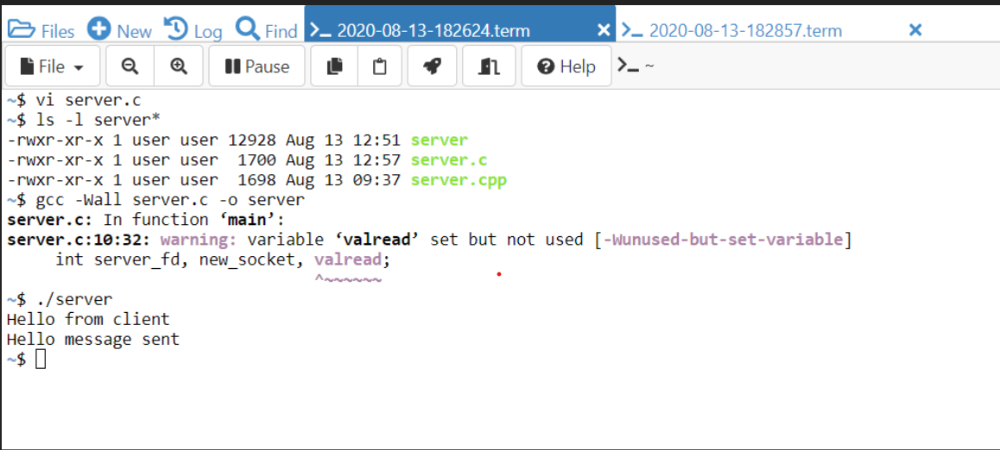 Files New Log Find >_ 2020-08-13-182624.term × >_ 2020-08-13-182857.term ×
File Pause Help >_ ~
~$ vi server.c
~$ ls -l server*
-rwxr-xr-x 1 user user 12928 Aug 13 12:51 server
-rwxr-xr-x 1 user user  1700 Aug 13 12:57 server.c
-rwxr-xr-x 1 user user  1698 Aug 13 09:37 server.cpp
~$ gcc -Wall server.c -o server
server.c: In function ‘main’:
server.c:10:32: warning: variable ‘valread’ set but not used [-Wunused-but-set-variable]
     int server_fd, new_socket, valread;
                                ^~~~~~~
~$ ./server
Hello from client
Hello message sent
~$